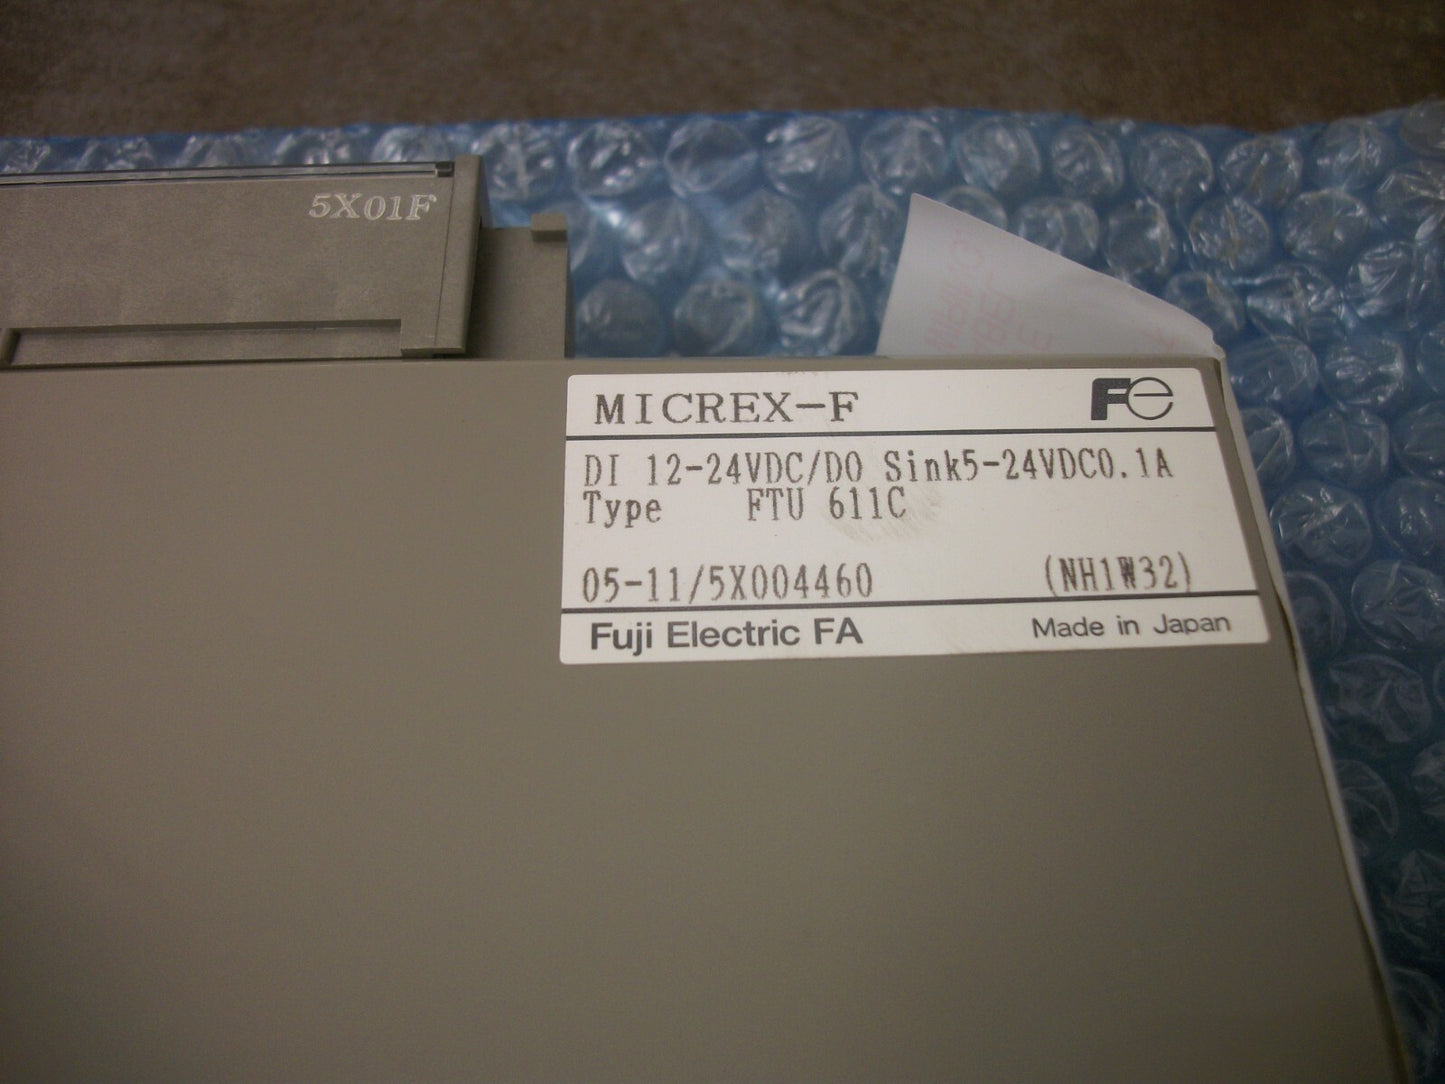 5X01F
MICREX-F Fe
DI 12-24VDC/DO Sink5-24VDC0.1A
Type FTU 611C
05-11/5X004460 (NH1W32)
Fuji Electric FA Made in Japan